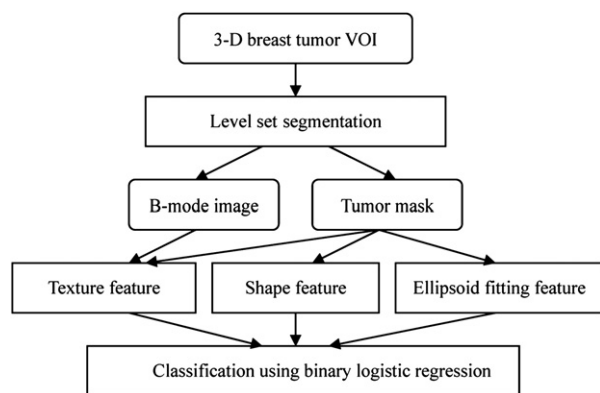 3-D breast tumor VOI
Level set segmentation
B-mode image
Tumor mask
Texture feature
Shape feature
Ellipsoid fitting feature
Classification using binary logistic regression